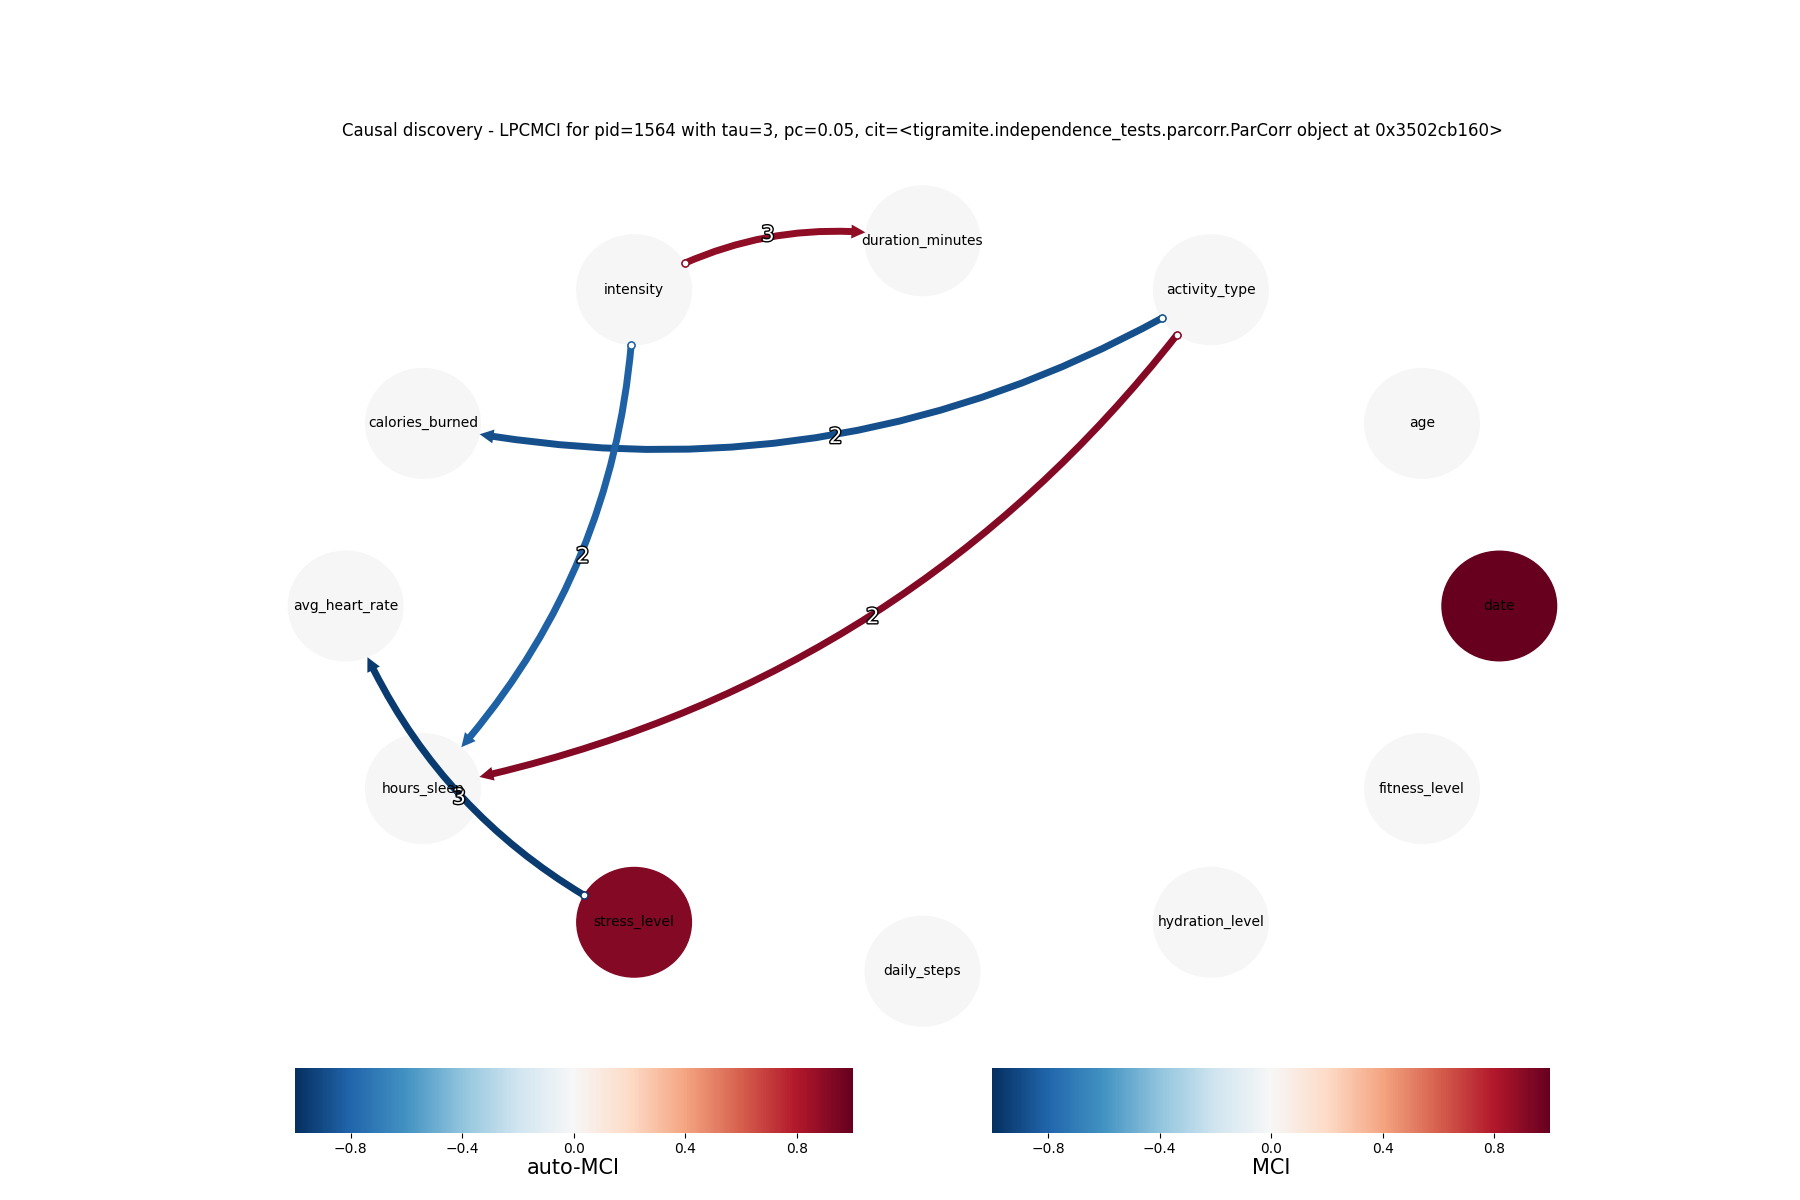 Causal discovery - LPCMCI for pid=1564 with tau=3, pc=0.05, cit=<tigramite.independence_tests.parcorr.ParCorr object at 0x3502cb160>
3
duration_minutes
intensity
activity_type
calories_burned
2
age
2
avg_heart_rate
date
2
hours_sleep
3
fitness_level
stress_level
hydration_level
daily_steps
−0.8 −0.4 0.0 0.4 0.8
auto-MCI
−0.8 −0.4 0.0 0.4 0.8
MCI